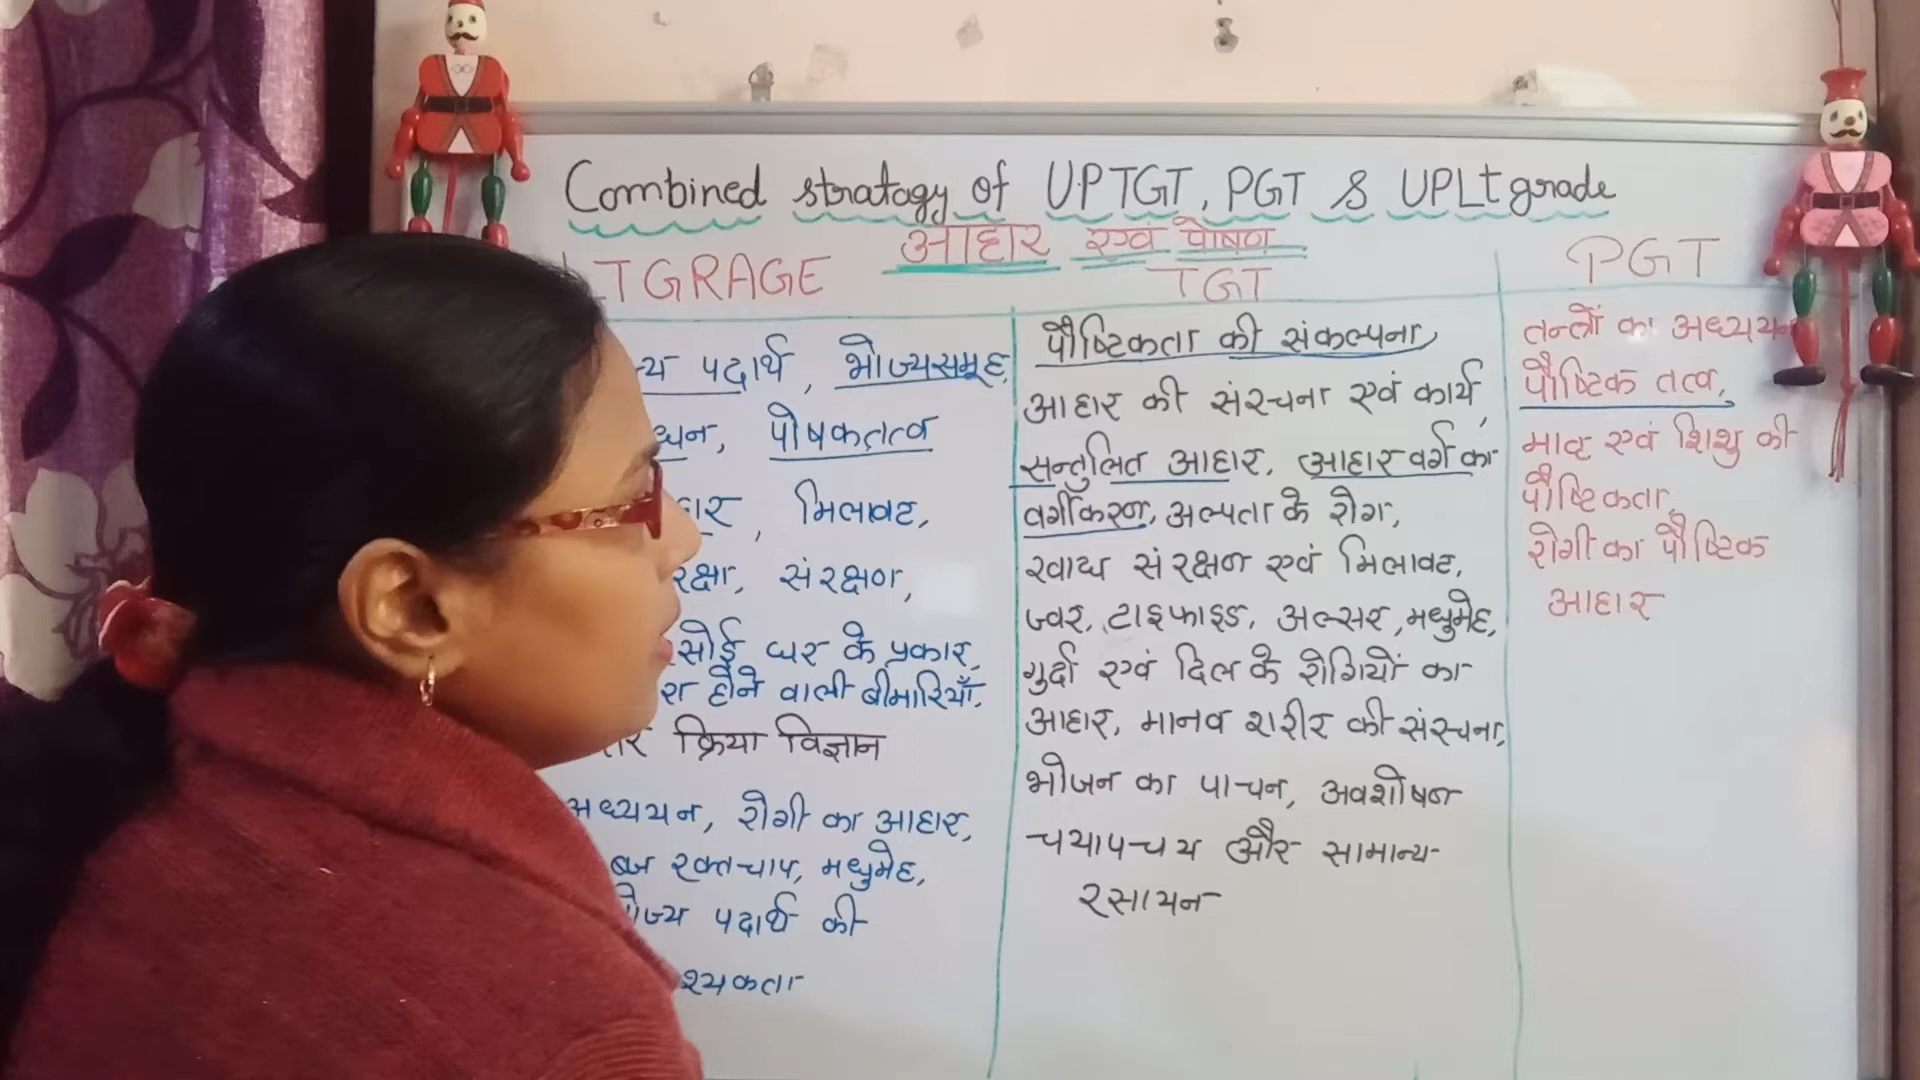 Combined stratagy of UPTGT, PGT & UPLt grade
आहार एवं पोषण
LT GRAGE
पदार्थ, भोज्यसमूह,
पोषकतत्व
मिलावट,
संरक्षण,
घर के प्रकार,
होने वाली बीमारियाँ,
क्रिया विज्ञान
अध्ययन, रोगी का आहार,
रक्तचाप, मधुमेह,
पदार्थ की
TGT
पौष्टिकता की संकल्पना,
आहार की संरचना एवं कार्य,
सन्तुलित आहार, आहार वर्ग का
वर्गीकरण, अल्पता के रोग,
खाद्य संरक्षण एवं मिलावट,
ज्वर, टाइफाइड, अल्सर, मधुमेह,
गुर्दा एवं दिल के रोगियों का
आहार, मानव शरीर की संरचना,
भोजन का पाचन, अवशोषण
चयापचय और सामान्य
रसायन
PGT
तन्त्रों का अध्ययन
पौष्टिक तत्व,
मातृ एवं शिशु की
पौष्टिकता,
रोगी का पौष्टिक
आहार